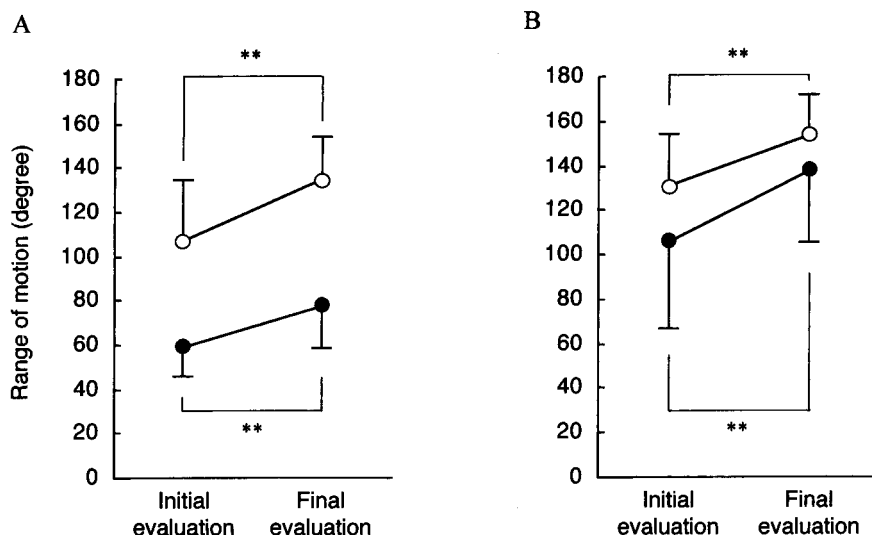 A
**
180
160
140
120
100
80
60
40
20
0
Range of motion (degree)
**
Initial
evaluation
Final
evaluation
B
**
180
160
140
120
100
80
60
40
20
0
**
Initial
evaluation
Final
evaluation